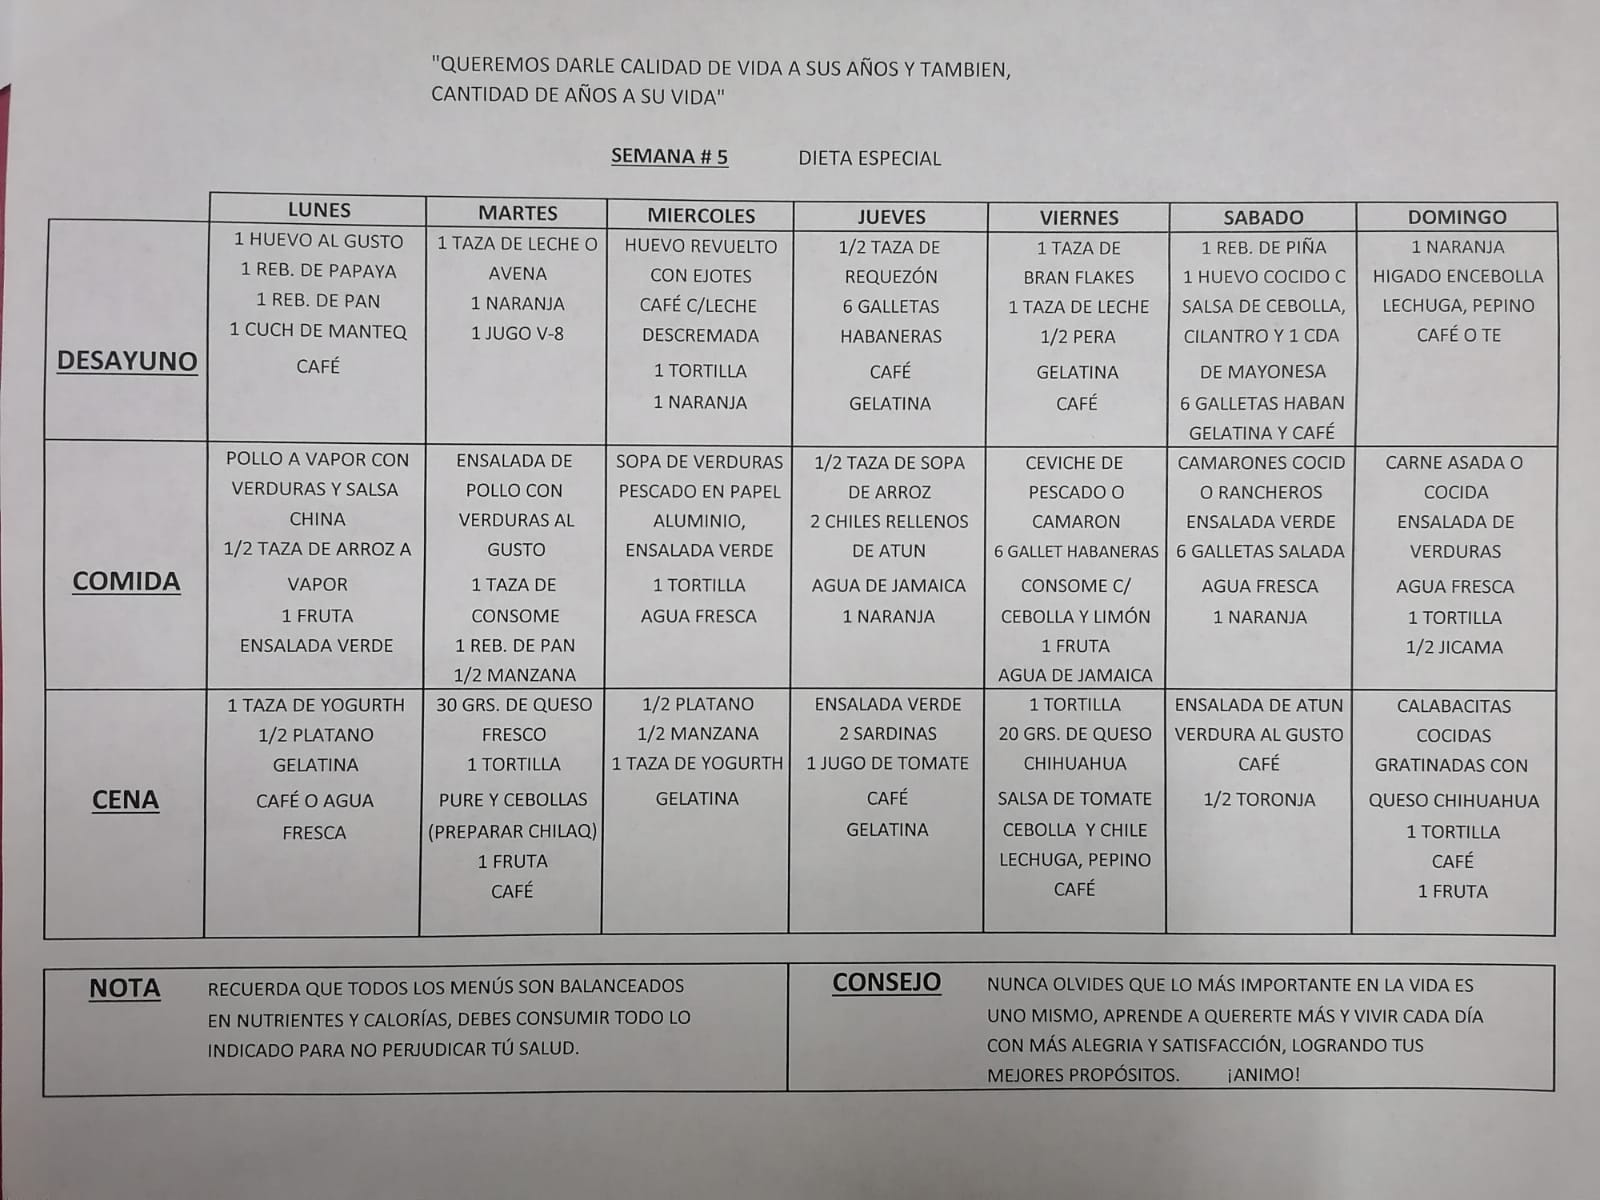 "QUEREMOS DARLE CALIDAD DE VIDA A SUS AÑOS Y TAMBIEN,
CANTIDAD DE AÑOS A SU VIDA"
SEMANA # 5 DIETA ESPECIAL
LUNES MARTES MIERCOLES JUEVES VIERNES SABADO DOMINGO
DESAYUNO
1 HUEVO AL GUSTO
1 REB. DE PAPAYA
1 REB. DE PAN
1 CUCH DE MANTEQ
CAFÉ
1 TAZA DE LECHE O
AVENA
1 NARANJA
1 JUGO V-8
HUEVO REVUELTO
CON EJOTES
CAFÉ C/LECHE
DESCREMADA
1 TORTILLA
1 NARANJA
1/2 TAZA DE
REQUEZÓN
6 GALLETAS
HABANERAS
CAFÉ
GELATINA
1 TAZA DE
BRAN FLAKES
1 TAZA DE LECHE
1/2 PERA
GELATINA
CAFÉ
1 REB. DE PIÑA
1 HUEVO COCIDO C
SALSA DE CEBOLLA,
CILANTRO Y 1 CDA
DE MAYONESA
6 GALLETAS HABAN
GELATINA Y CAFÉ
1 NARANJA
HIGADO ENCEBOLLA
LECHUGA, PEPINO
CAFÉ O TE
COMIDA
POLLO A VAPOR CON
VERDURAS Y SALSA
CHINA
1/2 TAZA DE ARROZ A
VAPOR
1 FRUTA
ENSALADA VERDE
ENSALADA DE
POLLO CON
VERDURAS AL
GUSTO
1 TAZA DE
CONSOME
1 REB. DE PAN
1/2 MANZANA
SOPA DE VERDURAS
PESCADO EN PAPEL
ALUMINIO,
ENSALADA VERDE
1 TORTILLA
AGUA FRESCA
1/2 TAZA DE SOPA
DE ARROZ
2 CHILES RELLENOS
DE ATUN
AGUA DE JAMAICA
1 NARANJA
CEVICHE DE
PESCADO O
CAMARON
6 GALLET HABANERAS
CONSOME C/
CEBOLLA Y LIMÓN
1 FRUTA
AGUA DE JAMAICA
CAMARONES COCID
O RANCHEROS
ENSALADA VERDE
6 GALLETAS SALADA
AGUA FRESCA
1 NARANJA
CARNE ASADA O
COCIDA
ENSALADA DE
VERDURAS
AGUA FRESCA
1 TORTILLA
1/2 JICAMA
CENA
1 TAZA DE YOGURTH
1/2 PLATANO
GELATINA
CAFÉ O AGUA
FRESCA
30 GRS. DE QUESO
FRESCO
1 TORTILLA
PURE Y CEBOLLAS
(PREPARAR CHILAQ)
1 FRUTA
CAFÉ
1/2 PLATANO
1/2 MANZANA
1 TAZA DE YOGURTH
GELATINA
ENSALADA VERDE
2 SARDINAS
1 JUGO DE TOMATE
CAFÉ
GELATINA
1 TORTILLA
20 GRS. DE QUESO
CHIHUAHUA
SALSA DE TOMATE
CEBOLLA Y CHILE
LECHUGA, PEPINO
CAFÉ
ENSALADA DE ATUN
VERDURA AL GUSTO
CAFÉ
1/2 TORONJA
CALABACITAS
COCIDAS
GRATINADAS CON
QUESO CHIHUAHUA
1 TORTILLA
CAFÉ
1 FRUTA
NOTA
RECUERDA QUE TODOS LOS MENÚS SON BALANCEADOS
EN NUTRIENTES Y CALORÍAS, DEBES CONSUMIR TODO LO
INDICADO PARA NO PERJUDICAR TÚ SALUD.
CONSEJO
NUNCA OLVIDES QUE LO MÁS IMPORTANTE EN LA VIDA ES
UNO MISMO, APRENDE A QUERERTE MÁS Y VIVIR CADA DÍA
CON MÁS ALEGRIA Y SATISFACCIÓN, LOGRANDO TUS
MEJORES PROPÓSITOS. ¡ANIMO!